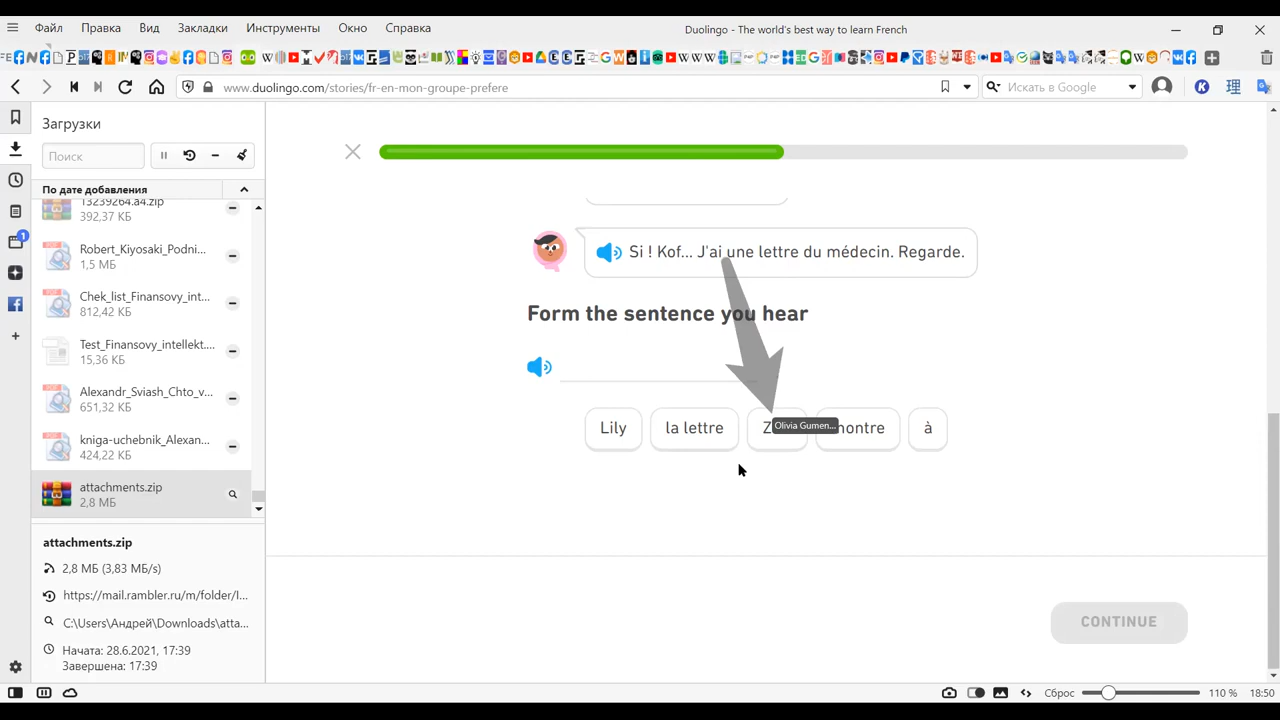 Файл Правка Вид Закладки Инструменты Окно Справка Duolingo - The world's best way to learn French
www.duolingo.com/stories/fr-en-mon-groupe-prefere Искать в Google
Загрузки
Поиск
По дате добавления
13239264.a4.zip
392,37 КБ
Robert_Kiyosaki_Podni...
1,5 МБ
Chek_list_Finansovy_int...
812,42 КБ
Test_Finansovy_intellekt....
15,36 КБ
Alexandr_Sviash_Chto_v...
651,32 КБ
kniga-uchebnik_Alexan...
424,22 КБ
attachments.zip
2,8 МБ
attachments.zip
2,8 МБ (3,83 МБ/s)
https://mail.rambler.ru/m/folder/I...
C:\Users\Андрей\Downloads\atta...
Начата: 28.6.2021, 17:39
Завершена: 17:39
Si ! Kof... J'ai une lettre du médecin. Regarde.
Form the sentence you hear
Lily la lettre Olivia Gumen... à
CONTINUE
Сброс 110 % 18:50